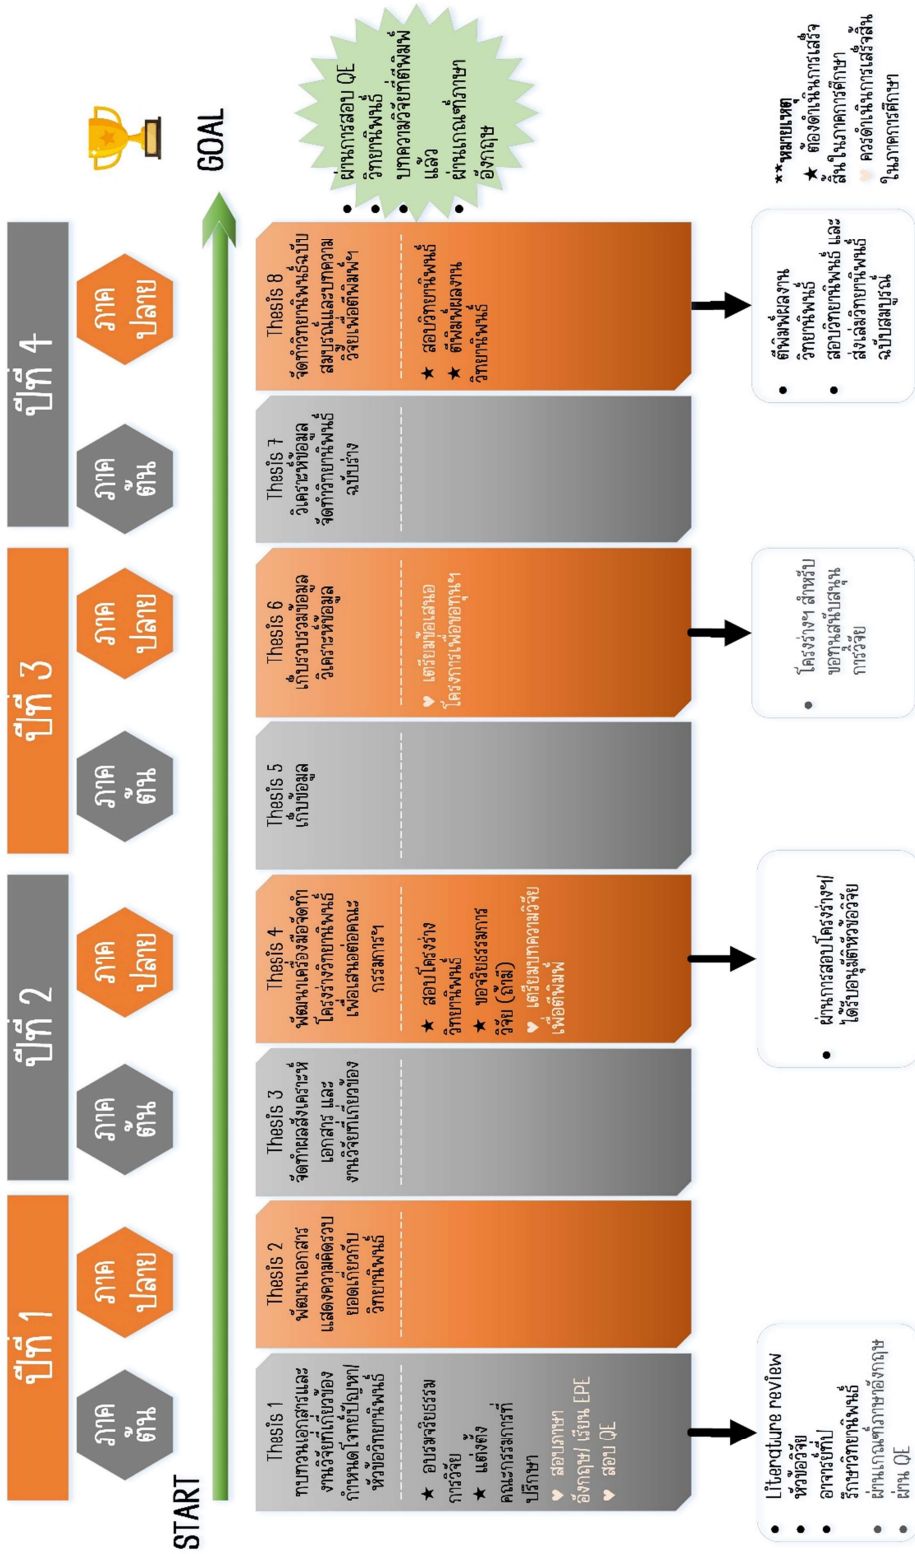 ปีที่ 1
ปีที่ 2
ปีที่ 3
ปีที่ 4
ภาค
ต้น
ภาค
ปลาย
ภาค
ต้น
ภาค
ปลาย
ภาค
ต้น
ภาค
ปลาย
ภาค
ต้น
ภาค
ปลาย
START
GOAL
Thesis 1
ทบทวนเอกสารและ
งานวิจัยที่เกี่ยวของ
กำหนดโจทย์ปัญหา/
หัวข้อวิทยานิพนธ์
★ อบรมจริยธรรม
การวิจัย
★ แต่งตั้ง
คณะกรรมการที่
ปรึกษา
♥ สอบภาษา
อังกฤษ/ เรียน EPE
♥ สอบ QE
Thesis 2
พัฒนาเอกสาร
แสดงความคิดรวบ
ยอดเกี่ยวกับ
วิทยานิพนธ์
Thesis 3
จัดทำผลสังเคราะห์
เอกสาร และ
งานวิจัยที่เกี่ยวของ
Thesis 4
พัฒนาเครื่องมือจัดทำ
โครงร่างวิทยานิพนธ์
เพื่อเสนอต่อคณะ
กรรมการฯ
★ สอบโครงร่าง
วิทยานิพนธ์
★ ขอจริยธรรมการ
วิจัย (ถ้ามี)
♥ เตรียมบทความวิจัย
เพื่อตีพิมพ์
Thesis 5
เก็บข้อมูล
Thesis 6
เก็บรวบรวมข้อมูล
วิเคราะห์ข้อมูล
♥ เตรียมข้อเสนอ
โครงการเพื่อขอทุนฯ
Thesis 7
วิเคราะห์ข้อมูล
จัดทำวิทยานิพนธ์
ฉบับร่าง
Thesis 8
จัดทำวิทยานิพนธ์ฉบับ
สมบูรณ์และบทความ
วิจัยเพื่อตีพิมพ์ฯ
★ สอบวิทยานิพนธ์
★ ตีพิมพ์ผลงาน
วิทยานิพนธ์
• ผ่านการสอบ QE
• วิทยานิพนธ์
• บทความวิจัยที่ตีพิมพ์
แล้ว
• ผ่านเกณฑ์ภาษา
อังกฤษ
• Literature review
• หัวข้อวิจัย
• อาจารย์ที่ป
รึกษาวิทยานิพนธ์
• ผ่านเกณฑ์ภาษาอังกฤษ
• ผ่าน QE
• ผ่านการสอบโครงร่างฯ/
ได้รับอนุมัติหัวข้อวิจัย
• โครงร่างฯ สำหรับ
ขอทุนสนับสนุน
การวิจัย
• ตีพิมพ์ผลงาน
วิทยานิพนธ์
• สอบวิทยานิพนธ์ และ
ส่งเล่มวิทยานิพนธ์
ฉบับสมบูรณ์
**หมายเหตุ
★ ต้องดำเนินการเสร็จ
สิ้นในภาคการศึกษา
♥ ควรดำเนินการเสร็จสิ้น
ในภาคการศึกษา